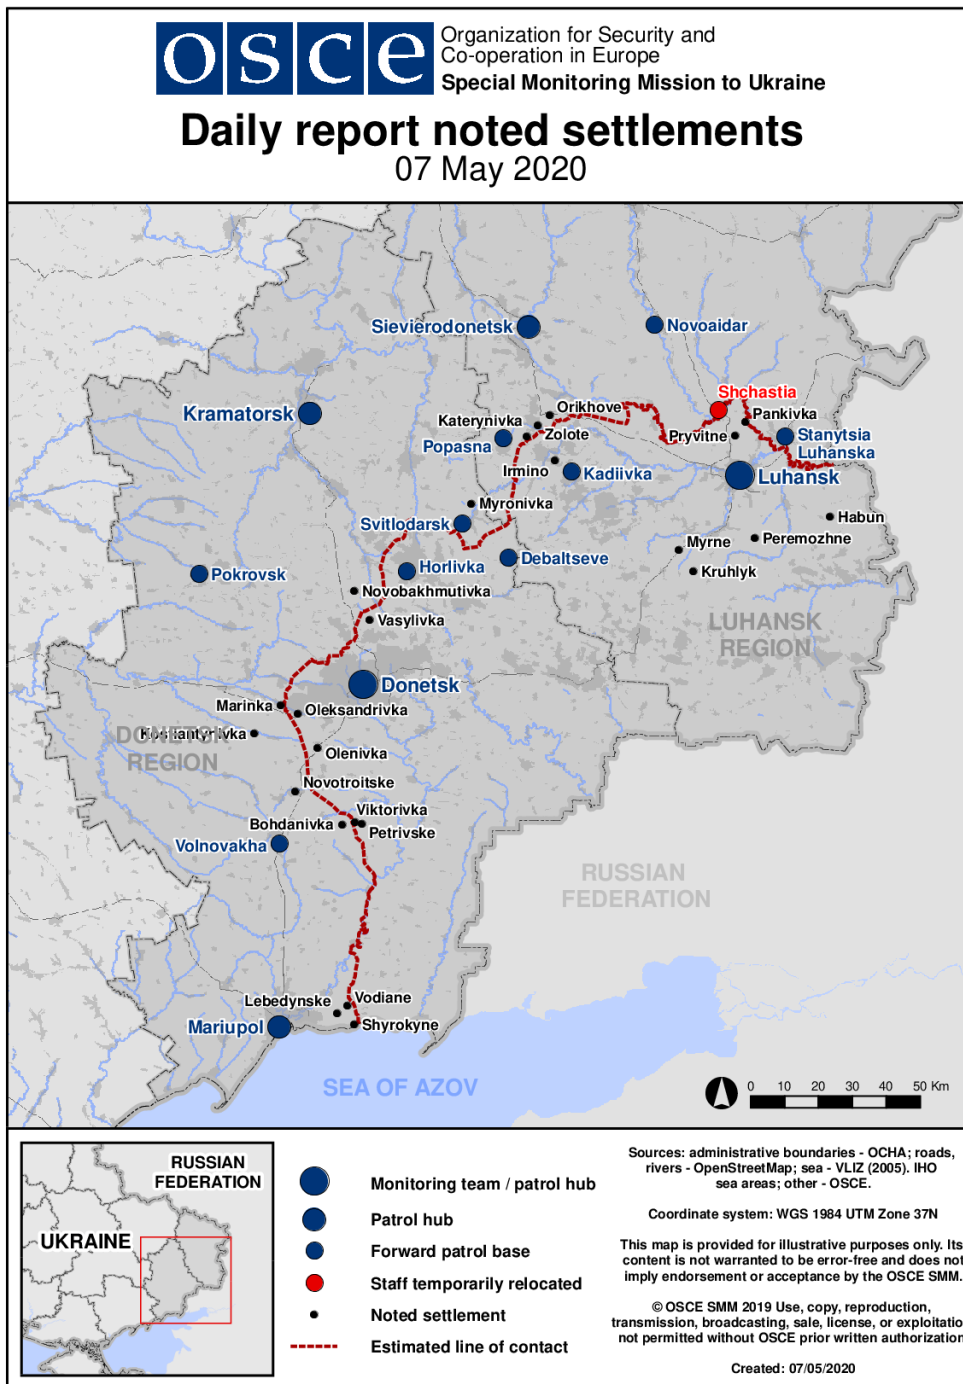 osce
Organization for Security and
Co-operation in Europe
Special Monitoring Mission to Ukraine
Daily report noted settlements
07 May 2020
Sievierodonetsk
Novoaidar
Shchastia
Kramatorsk
Orikhove
Pankivka
Katerynivka
Zolote
Pryvitne
Stanytsia
Luhanska
Popasna
Irmino
Kadiivka
Luhansk
Myronivka
Habun
Svitlodarsk
Peremozhne
Myrne
Debaltseve
Horlivka
Pokrovsk
Kruhlyk
Novobakhmutivka
Vasylivka
LUHANSK
REGION
Donetsk
Marinka
Oleksandrivka
Kostiantynivka
DONETSK
REGION
Olenivka
Novotroitske
Viktorivka
Bohdanivka
Petrivske
Volnovakha
RUSSIAN
FEDERATION
Lebedynske
Vodiane
Mariupol
Shyrokyne
SEA OF AZOV
0 10 20 30 40 50 Km
RUSSIAN
FEDERATION
UKRAINE
Monitoring team / patrol hub
Patrol hub
Forward patrol base
Staff temporarily relocated
Noted settlement
Estimated line of contact
Sources: administrative boundaries - OCHA; roads,
rivers - OpenStreetMap; sea - VLIZ (2005). IHO
sea areas; other - OSCE.
Coordinate system: WGS 1984 UTM Zone 37N
This map is provided for illustrative purposes only. Its
content is not warranted to be error-free and does not
imply endorsement or acceptance by the OSCE SMM.
© OSCE SMM 2019 Use, copy, reproduction,
transmission, broadcasting, sale, license, or exploitatio
not permitted without OSCE prior written authorization
Created: 07/05/2020